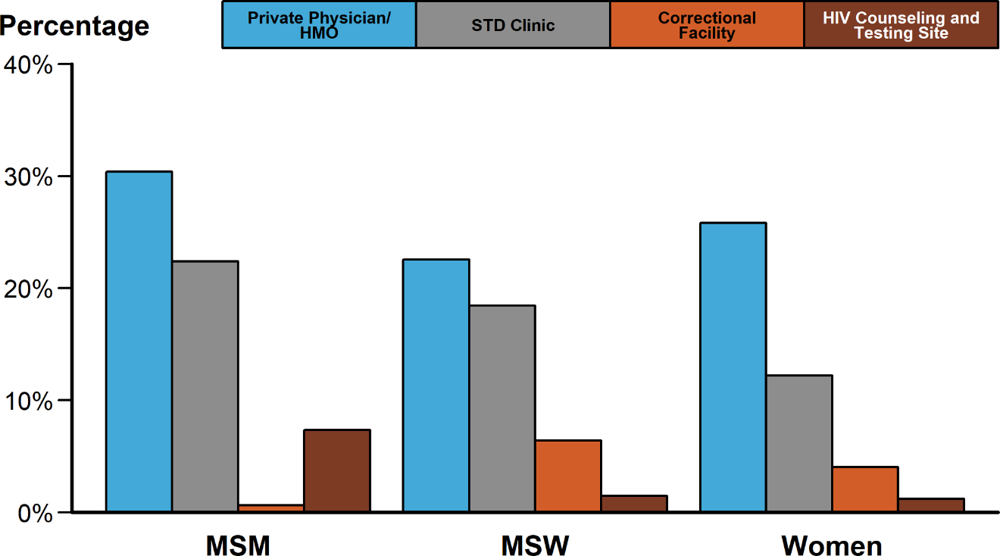 Percentage
Private Physician/
HMO
STD Clinic
Correctional
Facility
HIV Counseling and
Testing Site
40%
30%
20%
10%
0%
MSM
MSW
Women